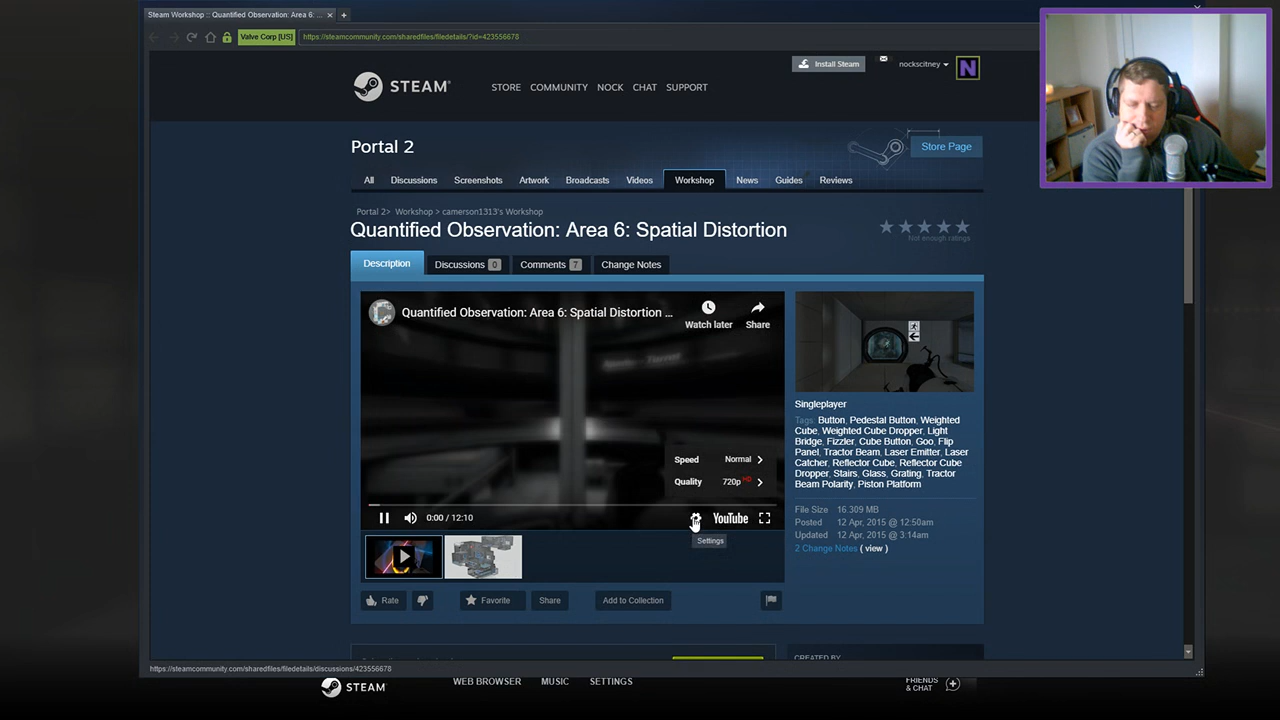 Steam Workshop :: Quantified Observation: Area 6: ...
Valve Corp [US]
https://steamcommunity.com/sharedfiles/filedetails/?id=423556678
Install Steam
nockscitney
N
STEAM
STORE COMMUNITY NOCK CHAT SUPPORT
Portal 2
Store Page
All Discussions Screenshots Artwork Broadcasts Videos Workshop News Guides Reviews
Portal 2> Workshop > camerson1313's Workshop
Quantified Observation: Area 6: Spatial Distortion
Not enough ratings
Description Discussions 0 Comments 7 Change Notes
Quantified Observation: Area 6: Spatial Distortion ...
Watch later
Share
Speed Normal
Quality 720p HD
0:00 / 12:10
YouTube
Settings
Singleplayer
Tags: Button, Pedestal Button, Weighted
Cube, Weighted Cube Dropper, Light
Bridge, Fizzler, Cube Button, Goo, Flip
Panel, Tractor Beam, Laser Emitter, Laser
Catcher, Reflector Cube, Reflector Cube
Dropper, Stairs, Glass, Grating, Tractor
Beam Polarity, Piston Platform
File Size 16.309 MB
Posted 12 Apr, 2015 @ 12:50am
Updated 12 Apr, 2015 @ 3:14am
2 Change Notes ( view )
Rate
Favorite
Share
Add to Collection
CREATED BY
https://steamcommunity.com/sharedfiles/filedetails/discussions/423556678
STEAM
WEB BROWSER MUSIC SETTINGS
FRIENDS
& CHAT